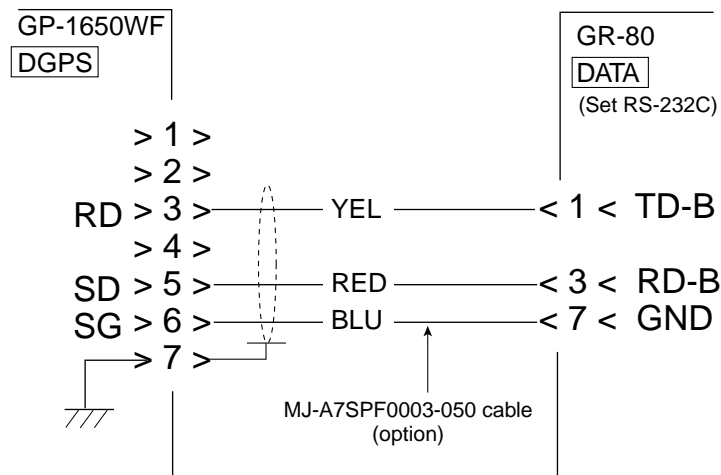 GP-1650WF
DGPS
GR-80
DATA
(Set RS-232C)
> 1 >
> 2 >
RD > 3 > YEL < 1 < TD-B
> 4 >
SD > 5 > RED < 3 < RD-B
SG > 6 > BLU < 7 < GND
> 7 >
MJ-A7SPF0003-050 cable
(option)